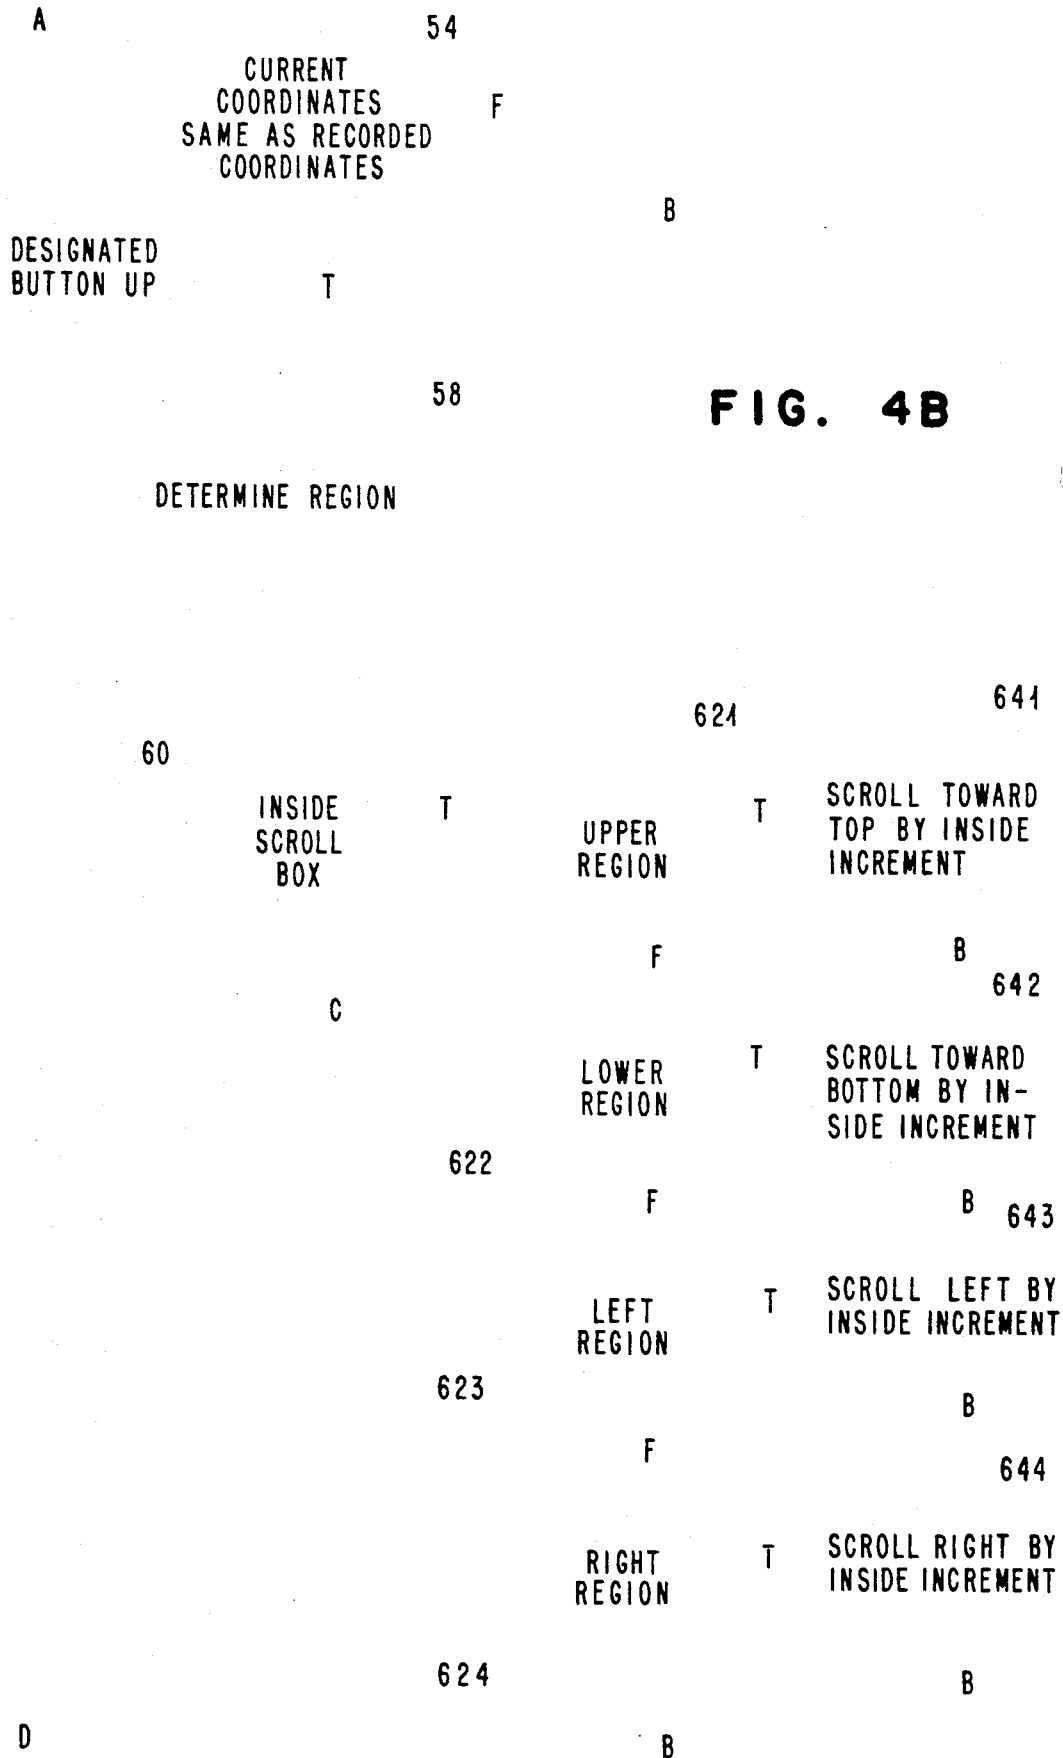 A
54
CURRENT
COORDINATES
SAME AS RECORDED
COORDINATES
F
B
DESIGNATED
BUTTON UP
T
58
FIG. 4B
DETERMINE REGION
641
621
60
INSIDE
SCROLL
BOX
T
UPPER
REGION
T
SCROLL TOWARD
TOP BY INSIDE
INCREMENT
F
B
642
C
LOWER
REGION
T
SCROLL TOWARD
BOTTOM BY IN-
SIDE INCREMENT
622
F
B
643
LEFT
REGION
T
SCROLL LEFT BY
INSIDE INCREMENT
623
B
F
644
RIGHT
REGION
T
SCROLL RIGHT BY
INSIDE INCREMENT
624
B
D
B